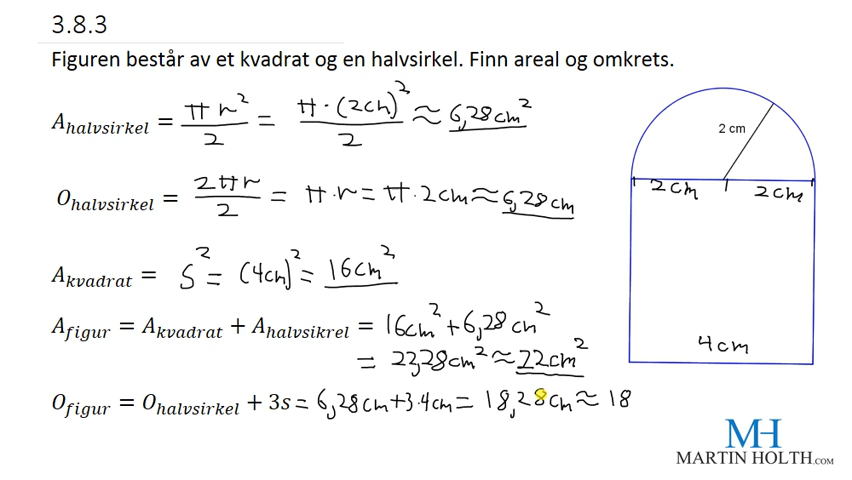 3.8.3
Figuren består av et kvadrat og en halvsirkel. Finn areal og omkrets.
A_halvsirkel = πr²/2 = π·(2cm)²/2 ≈ 6,28cm²
2 cm
O_halvsirkel = 2πr/2 = π·r = π·2cm ≈ 6,28cm
2cm 2cm
A_kvadrat = s² = (4cm)² = 16cm²
A_figur = A_kvadrat + A_halvsikrel = 16cm² + 6,28cm²
= 22,28cm² ≈ 22cm²
4cm
O_figur = O_halvsirkel + 3s = 6,28cm + 3·4cm = 18,28cm ≈ 18
MH
MARTIN HOLTH.COM